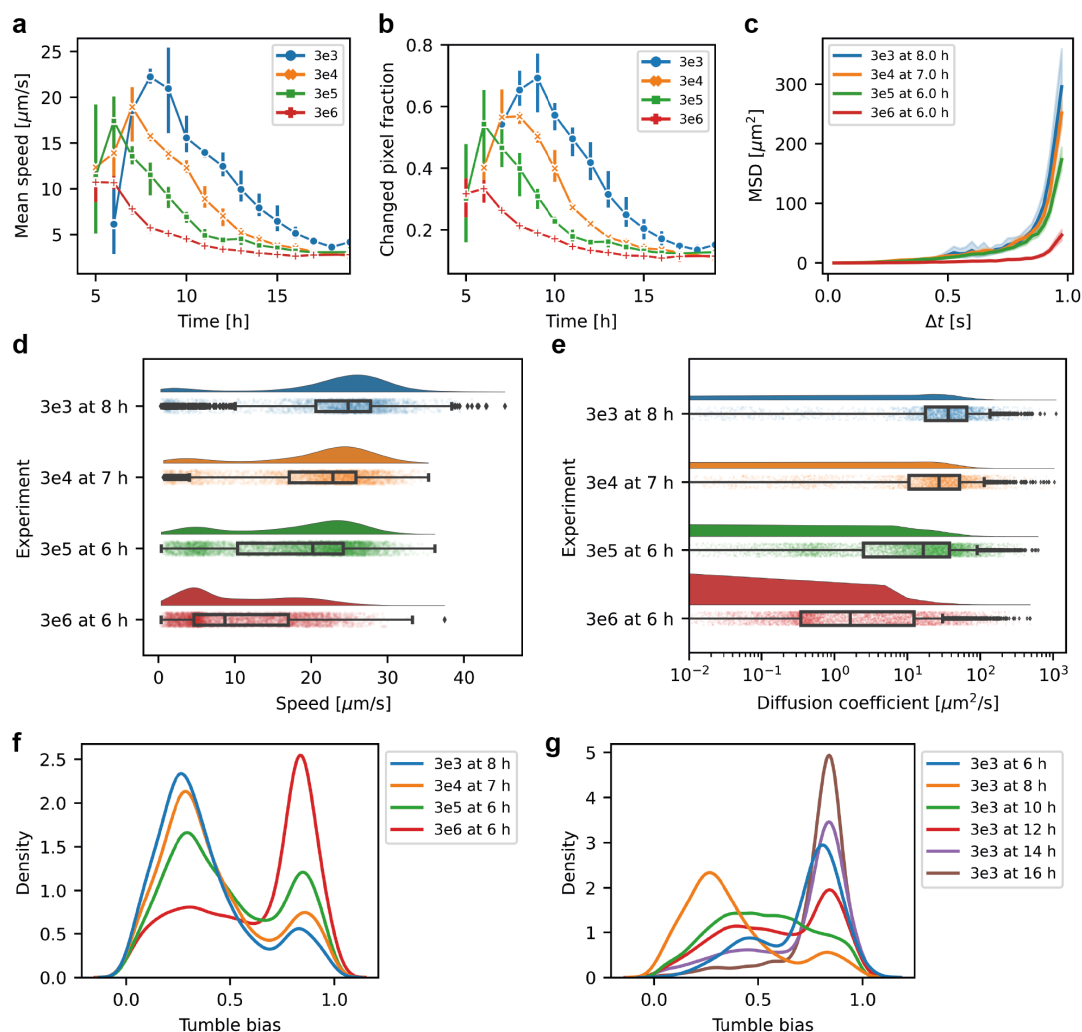 a
25
20
15
10
5
Mean speed [μm/s]
3e3
3e4
3e5
3e6
5
10
15
Time [h]
b
0.8
0.6
0.4
0.2
Changed pixel fraction
3e3
3e4
3e5
3e6
5
10
15
Time [h]
c
300
200
100
0
MSD [μm²]
3e3 at 8.0 h
3e4 at 7.0 h
3e5 at 6.0 h
3e6 at 6.0 h
0.0
0.5
1.0
Δt [s]
d
Experiment
3e3 at 8 h
3e4 at 7 h
3e5 at 6 h
3e6 at 6 h
0
10
20
30
40
Speed [μm/s]
e
Experiment
3e3 at 8 h
3e4 at 7 h
3e5 at 6 h
3e6 at 6 h
10⁻²
10⁻¹
10⁰
10¹
10²
10³
Diffusion coefficient [μm²/s]
f
2.5
2.0
1.5
1.0
0.5
0.0
Density
3e3 at 8 h
3e4 at 7 h
3e5 at 6 h
3e6 at 6 h
0.0
0.5
1.0
Tumble bias
g
5
4
3
2
1
0
Density
3e3 at 6 h
3e3 at 8 h
3e3 at 10 h
3e3 at 12 h
3e3 at 14 h
3e3 at 16 h
0.0
0.5
1.0
Tumble bias